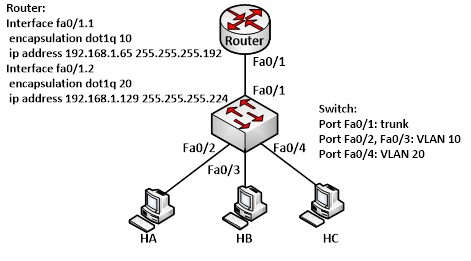 Router:
Interface fa0/1.1
encapsulation dot1q 10
ip address 192.168.1.65 255.255.255.192
Interface fa0/1.2
encapsulation dot1q 20
ip address 192.168.1.129 255.255.255.224
Router
Fa0/1
Fa0/1
Switch:
Port Fa0/1: trunk
Port Fa0/2, Fa0/3: VLAN 10
Port Fa0/4: VLAN 20
Fa0/2
Fa0/4
Fa0/3
HA
HB
HC